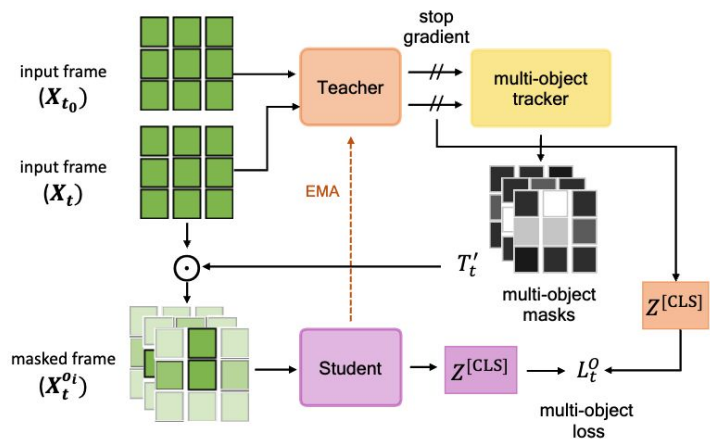 stop
gradient
input frame
(X_{t_0})
Teacher
multi-object
tracker
input frame
(X_t)
EMA
T'_t
multi-object
masks
Z^{[CLS]}
masked frame
(X_t^{o_i})
Student
Z^{[CLS]}
L_t^O
multi-object
loss